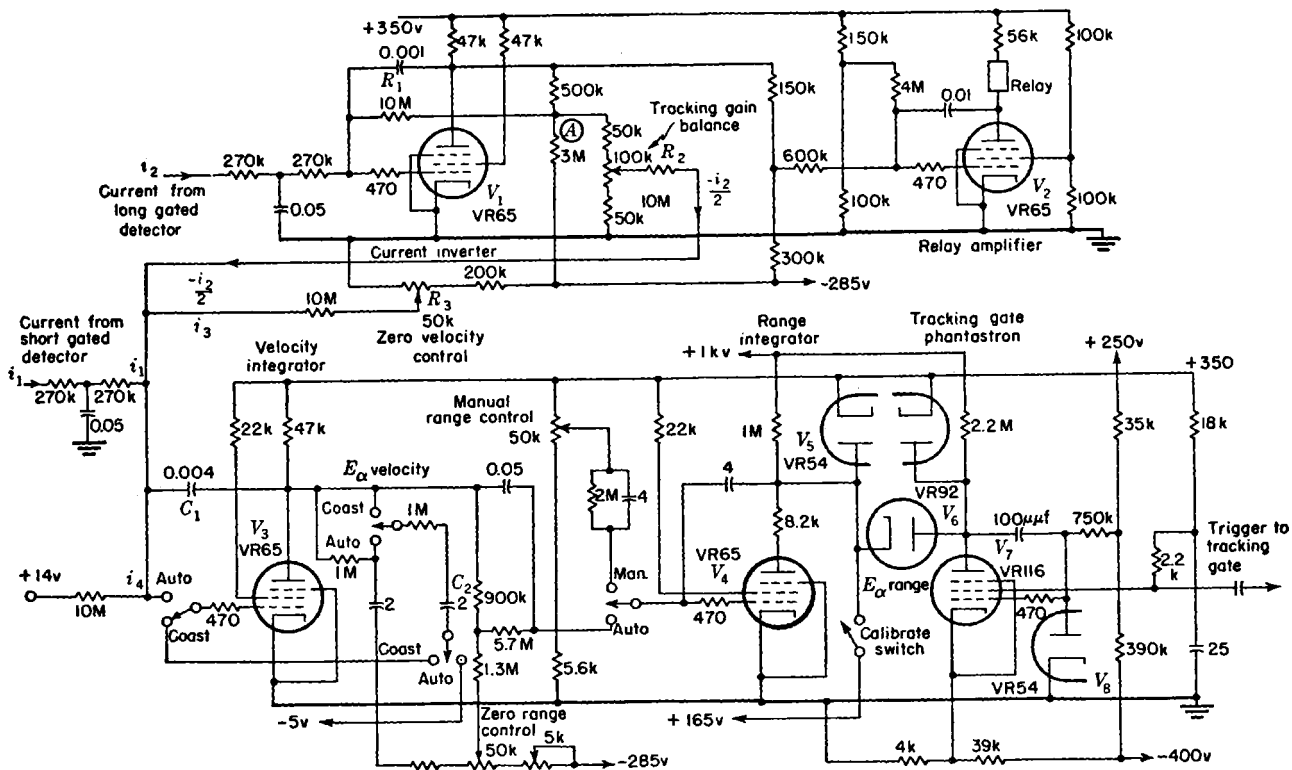 +350v
47k
47k
150k
56k
100k
0.001
R1
10M
500k
150k
4M
0.01
Relay
Tracking gain
balance
A
50k
100k
R2
3M
10M
50k
-i2
2
i2
270k
270k
470
Current from
long gated
detector
0.05
V1
VR65
600k
470
V2
VR65
100k
100k
Current inverter
Relay amplifier
200k
300k
-285v
-i2
2
10M
R3
50k
i3
Zero velocity
control
Current from
short gated
detector
i1
i1
270k
270k
0.05
Velocity
integrator
Range
integrator
Tracking gate
phantastron
+1kv
+250v
+350
22k
47k
Manual
range control
50k
22k
1M
V5
VR54
2.2M
35k
18k
VR92
0.004
C1
Eα velocity
0.05
2M
4
4
V6
Coast
1M
Auto
1M
8.2k
100μμf
750k
V3
VR65
VR65
V4
V7
VR116
Eα range
2.2
k
Trigger to
tracking
gate
+14v
10M
i4
Auto
Coast
470
2
C2
2
900k
Man.
Auto
470
470
Calibrate
switch
5.7M
Coast
Auto
1.3M
5.6k
VR54
V8
390k
25
-5v
+165v
Zero range
control
50k
5k
-285v
4k
39k
-400v